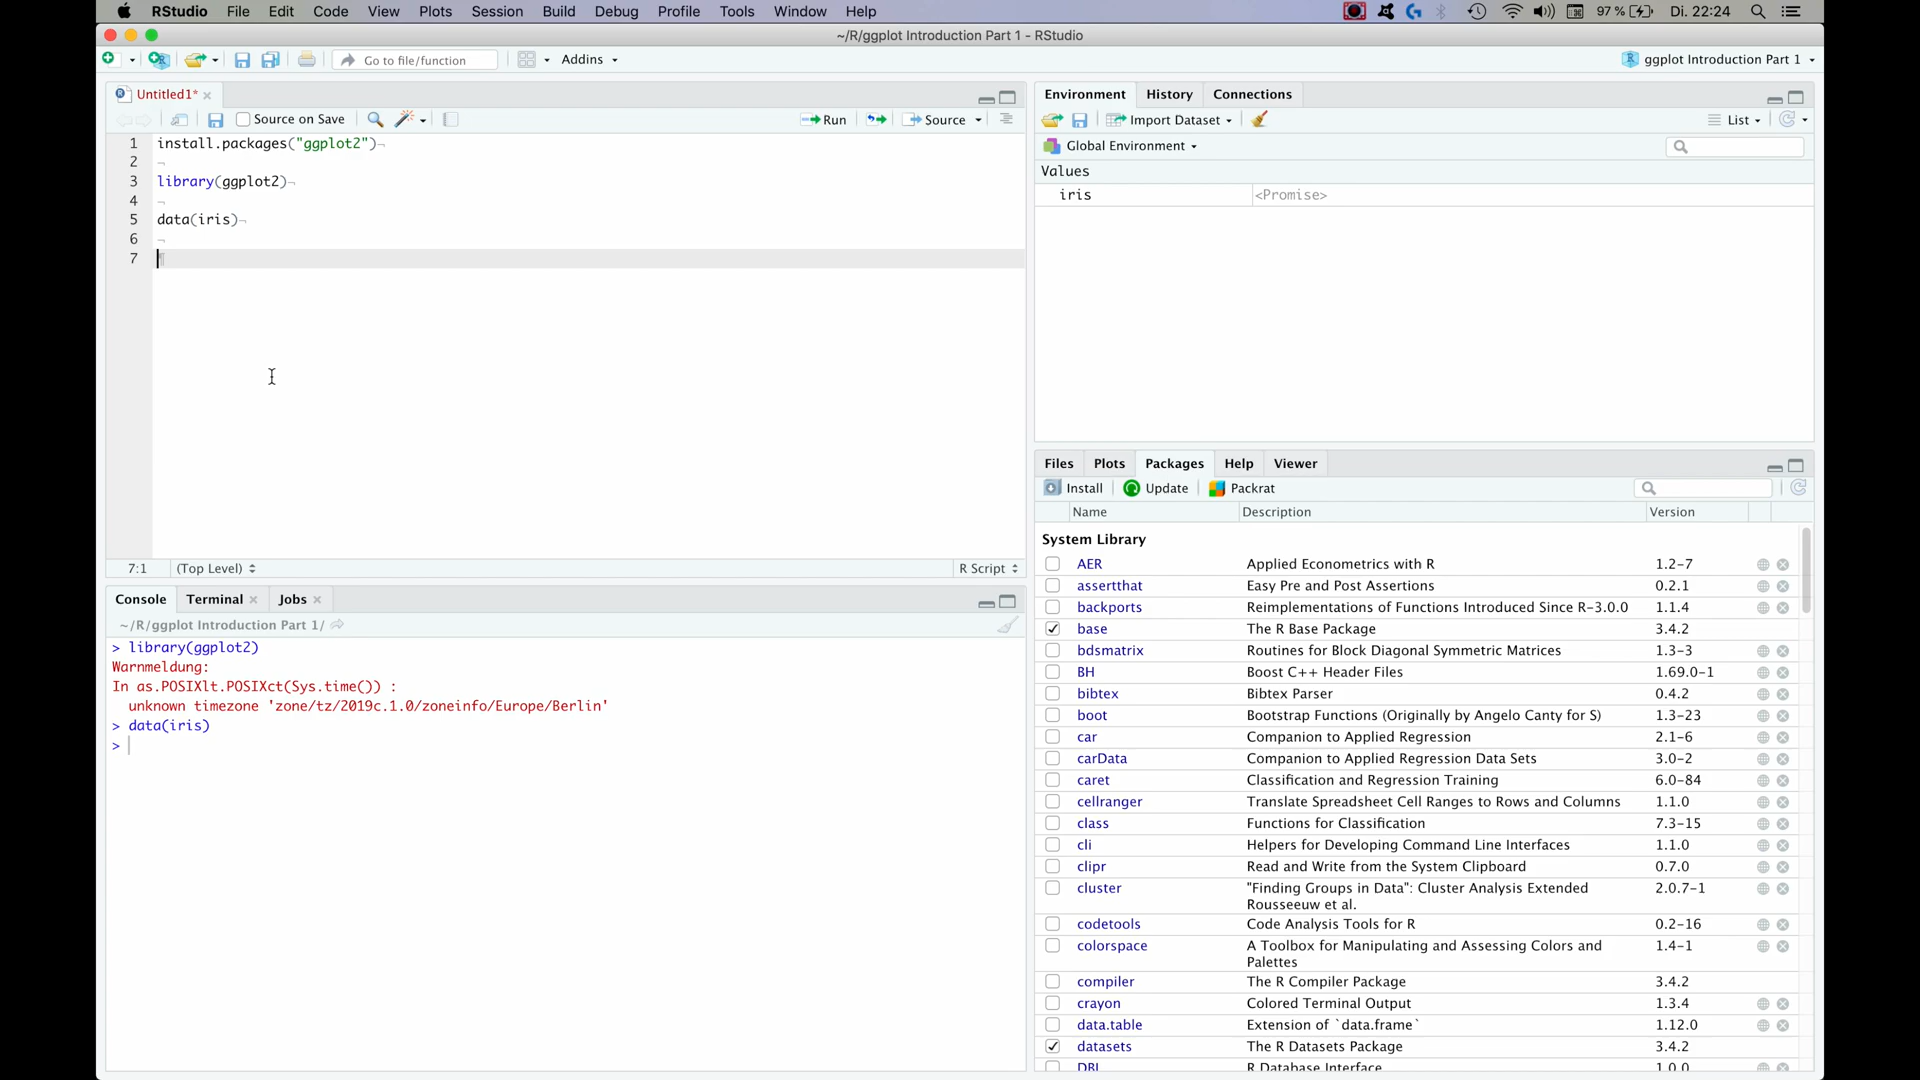 RStudio File Edit Code View Plots Session Build Debug Profile Tools Window Help 97 % Di. 22:24
~/R/ggplot Introduction Part 1 - RStudio
Go to file/function Addins ggplot Introduction Part 1
Untitled1*
Source on Save Run Source
1 install.packages("ggplot2")
2
3 library(ggplot2)
4
5 data(iris)
6
7
7:1 (Top Level) R Script
Console Terminal Jobs
~/R/ggplot Introduction Part 1/
> library(ggplot2)
Warnmeldung:
In as.POSIXlt.POSIXct(Sys.time()) :
unknown timezone 'zone/tz/2019c.1.0/zoneinfo/Europe/Berlin'
> data(iris)
>
Environment History Connections
Import Dataset List
Global Environment
Values
iris <Promise>
Files Plots Packages Help Viewer
Install Update Packrat
Name Description Version
System Library
AER Applied Econometrics with R 1.2-7
assertthat Easy Pre and Post Assertions 0.2.1
backports Reimplementations of Functions Introduced Since R-3.0.0 1.1.4
base The R Base Package 3.4.2
bdsmatrix Routines for Block Diagonal Symmetric Matrices 1.3-3
BH Boost C++ Header Files 1.69.0-1
bibtex Bibtex Parser 0.4.2
boot Bootstrap Functions (Originally by Angelo Canty for S) 1.3-23
car Companion to Applied Regression 2.1-6
carData Companion to Applied Regression Data Sets 3.0-2
caret Classification and Regression Training 6.0-84
cellranger Translate Spreadsheet Cell Ranges to Rows and Columns 1.1.0
class Functions for Classification 7.3-15
cli Helpers for Developing Command Line Interfaces 1.1.0
clipr Read and Write from the System Clipboard 0.7.0
cluster "Finding Groups in Data": Cluster Analysis Extended 2.0.7-1
Rousseeuw et al.
codetools Code Analysis Tools for R 0.2-16
colorspace A Toolbox for Manipulating and Assessing Colors and 1.4-1
Palettes
compiler The R Compiler Package 3.4.2
crayon Colored Terminal Output 1.3.4
data.table Extension of `data.frame` 1.12.0
datasets The R Datasets Package 3.4.2
DBI R Database Interface 1.0.0